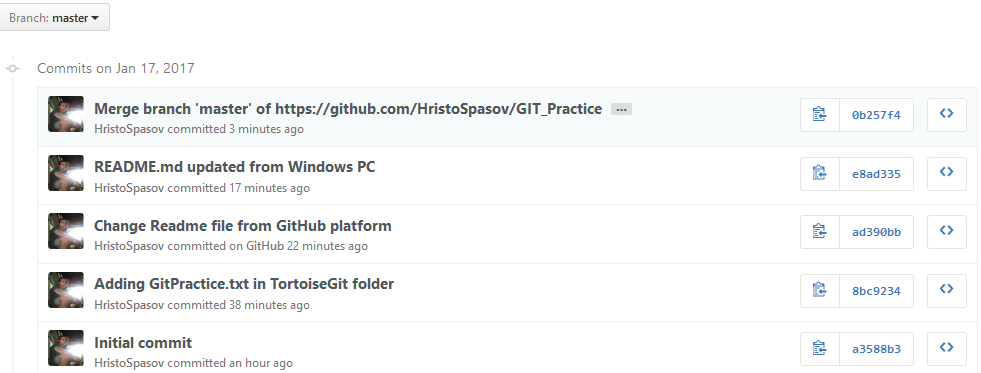 Branch: master
Commits on Jan 17, 2017
Merge branch 'master' of https://github.com/HristoSpasov/GIT_Practice ...
HristoSpasov committed 3 minutes ago
0b257f4
README.md updated from Windows PC
HristoSpasov committed 17 minutes ago
e8ad335
Change Readme file from GitHub platform
HristoSpasov committed on GitHub 22 minutes ago
ad390bb
Adding GitPractice.txt in TortoiseGit folder
HristoSpasov committed 38 minutes ago
8bc9234
Initial commit
HristoSpasov committed an hour ago
a3588b3